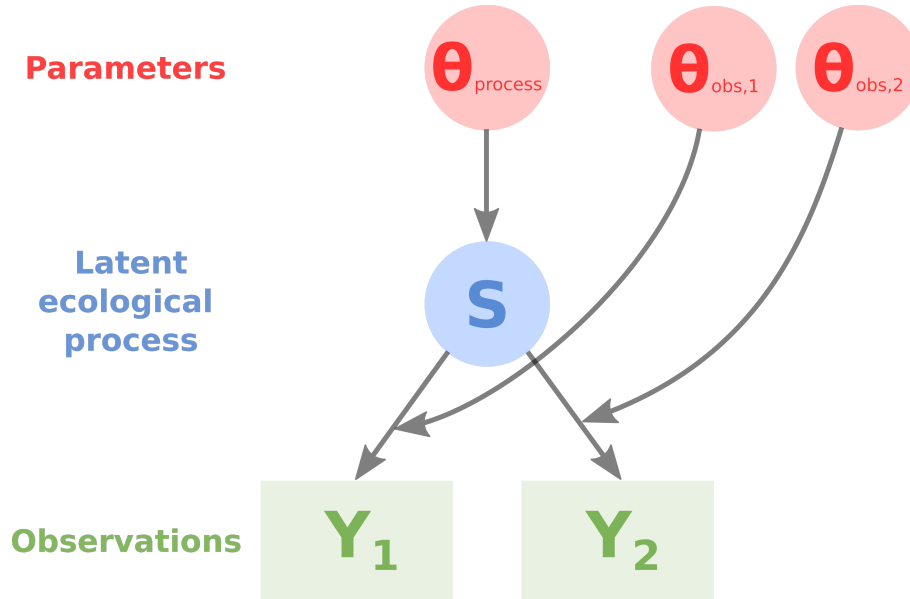 Parameters
θprocess
θobs,1
θobs,2
Latent
ecological
process
S
Observations
Y1
Y2